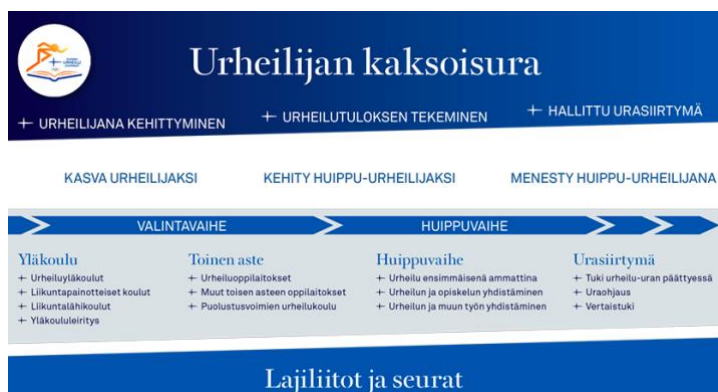 Urheilijan kaksoisura
+ URHEILIJANA KEHITTYMINEN
+ URHEILUTULOKSEN TEKEMINEN
+ HALLITTU URASIIRTYMÄ
KASVA URHEILIJAKSI
KEHITY HUIPPU-URHEILIJAKSI
MENESTY HUIPPU-URHEILIJANA
VALINTAVAIHE
HUIPPUVAIHE
Yläkoulu
+ Urheiluyläkoulut
+ Liikuntapainotteiset koulut
+ Liikuntalähikoulut
+ Yläkoululeiritys
Toinen aste
+ Urheiluoppilaitokset
+ Muut toisen asteen oppilaitokset
+ Puolustusvoimien urheilukoulu
Huippuvaihe
+ Urheilu ensimmäisenä ammattina
+ Urheilun ja opiskelun yhdistäminen
+ Urheilun ja muun työn yhdistäminen
Urasiirtymä
+ Tuki urheilu-uran päättyessä
+ Uraohjaus
+ Vertaistuki
Lajiliitot ja seurat